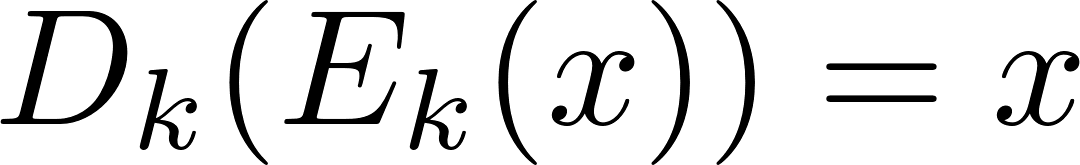 D_k(E_k(x)) = x